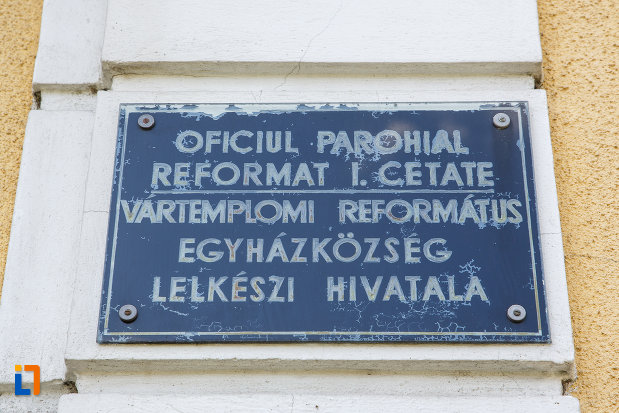 OFICIUL PAROHIAL
REFORMAT I. CETATE
VÁRTEMPLOMI REFORMÁTUS
EGYHÁZKÖZSÉG
LELKÉSZI HIVATALA